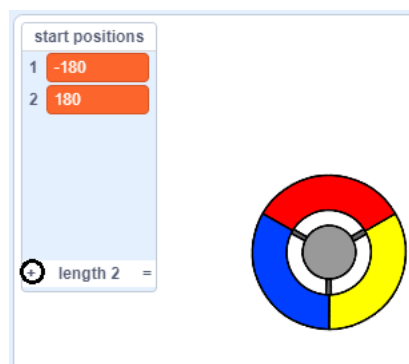 start positions
1 -180
2 180
+ length 2 =